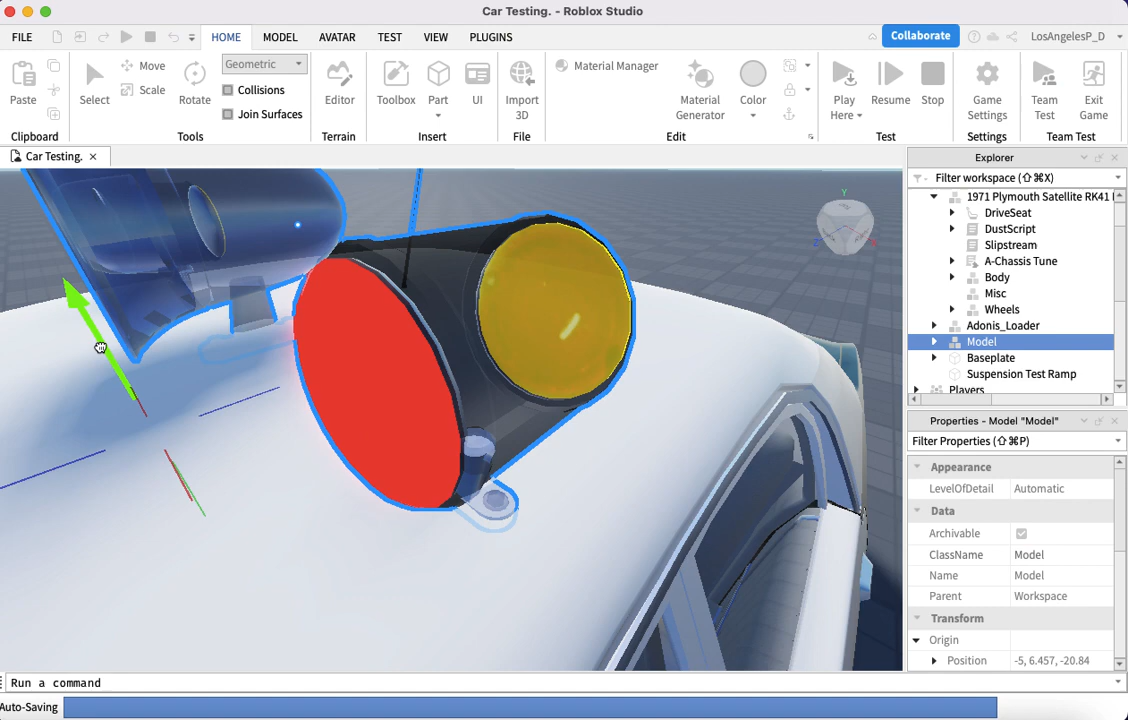 Car Testing. - Roblox Studio
FILE HOME MODEL AVATAR TEST VIEW PLUGINS Collaborate LosAngelesP_D
Paste Select Move Scale Rotate Geometric Collisions Join Surfaces Editor Toolbox Part UI Import 3D Material Manager Material Generator Color Play Here Resume Stop Game Settings Team Test Exit Game
Clipboard Tools Terrain Insert File Edit Test Settings Team Test
Car Testing.
Explorer
Filter workspace (⇧⌘X)
1971 Plymouth Satellite RK41
DriveSeat
DustScript
Slipstream
A-Chassis Tune
Body
Misc
Wheels
Adonis_Loader
Model
Baseplate
Suspension Test Ramp
Players
Properties - Model "Model"
Filter Properties (⇧⌘P)
Appearance
LevelOfDetail Automatic
Data
Archivable
ClassName Model
Name Model
Parent Workspace
Transform
Origin
Position -5, 6.457, -20.84
Y
Run a command
Auto-Saving